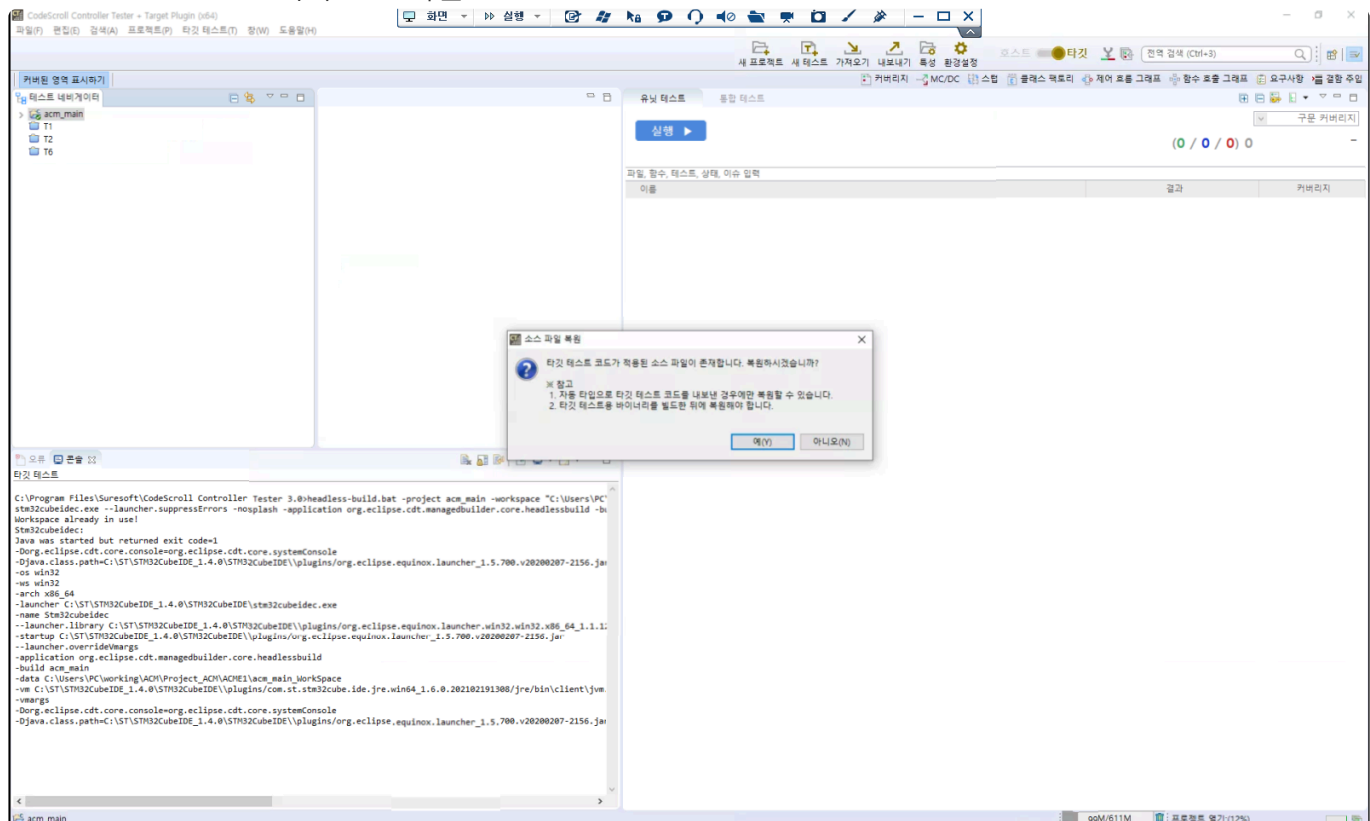 CodeScroll Controller Tester + Target Plugin (x64)
화면 실행
파일(F) 편집(E) 검색(A) 프로젝트(P) 타깃 테스트(T) 창(W) 도움말(H)
새 프로젝트 새 테스트 가져오기 내보내기 특성 환경설정 호스트 타깃 전역 검색 (Ctrl+3)
커버된 영역 표시하기
커버리지 MC/DC 스텁 클래스 팩토리 제어 흐름 그래프 함수 호출 그래프 요구사항 결함 주입
테스트 네비게이터
유닛 테스트 통합 테스트
acm_main
T1
T2
T6
구문 커버리지
실행
(0 / 0 / 0) 0 -
파일, 함수, 테스트, 상태, 이슈 입력
이름 결과 커버리지
소스 파일 복원
타깃 테스트 코드가 적용된 소스 파일이 존재합니다. 복원하시겠습니까?
※ 참고
1. 자동 타입으로 타깃 테스트 코드를 내보낸 경우에만 복원할 수 있습니다.
2. 타깃 테스트용 바이너리를 빌드한 뒤에 복원해야 합니다.
예(Y) 아니오(N)
오류 콘솔
타깃 테스트
C:\Program Files\Suresoft\CodeScroll Controller Tester 3.0>headless-build.bat -project acm_main -workspace "C:\Users\PC"
stm32cubeidec.exe --launcher.suppressErrors -nosplash -application org.eclipse.cdt.managedbuilder.core.headlessbuild -bu
Workspace already in use!
Stm32cubeidec:
Java was started but returned exit code=1
-Dorg.eclipse.cdt.core.console=org.eclipse.cdt.core.systemConsole
-Djava.class.path=C:\ST\STM32CubeIDE_1.4.0\STM32CubeIDE\\plugins/org.eclipse.equinox.launcher_1.5.700.v20200207-2156.jar
-os win32
-ws win32
-arch x86_64
-launcher C:\ST\STM32CubeIDE_1.4.0\STM32CubeIDE\stm32cubeidec.exe
-name Stm32cubeidec
--launcher.library C:\ST\STM32CubeIDE_1.4.0\STM32CubeIDE\\plugins/org.eclipse.equinox.launcher.win32.win32.x86_64_1.1.12
-startup C:\ST\STM32CubeIDE_1.4.0\STM32CubeIDE\\plugins/org.eclipse.equinox.launcher_1.5.700.v20200207-2156.jar
--launcher.overrideVmargs
-application org.eclipse.cdt.managedbuilder.core.headlessbuild
-build acm_main
-data C:\Users\PC\working\ACM\Project_ACM\ACME1\acm_main_WorkSpace
-vm C:\ST\STM32CubeIDE_1.4.0\STM32CubeIDE\\plugins/com.st.stm32cube.ide.jre.win64_1.6.0.202102191308/jre/bin\client\jvm.
-vmargs
-Dorg.eclipse.cdt.core.console=org.eclipse.cdt.core.systemConsole
-Djava.class.path=C:\ST\STM32CubeIDE_1.4.0\STM32CubeIDE\\plugins/org.eclipse.equinox.launcher_1.5.700.v20200207-2156.jar
acm_main
99M/611M 프로젝트 열기:(12%)